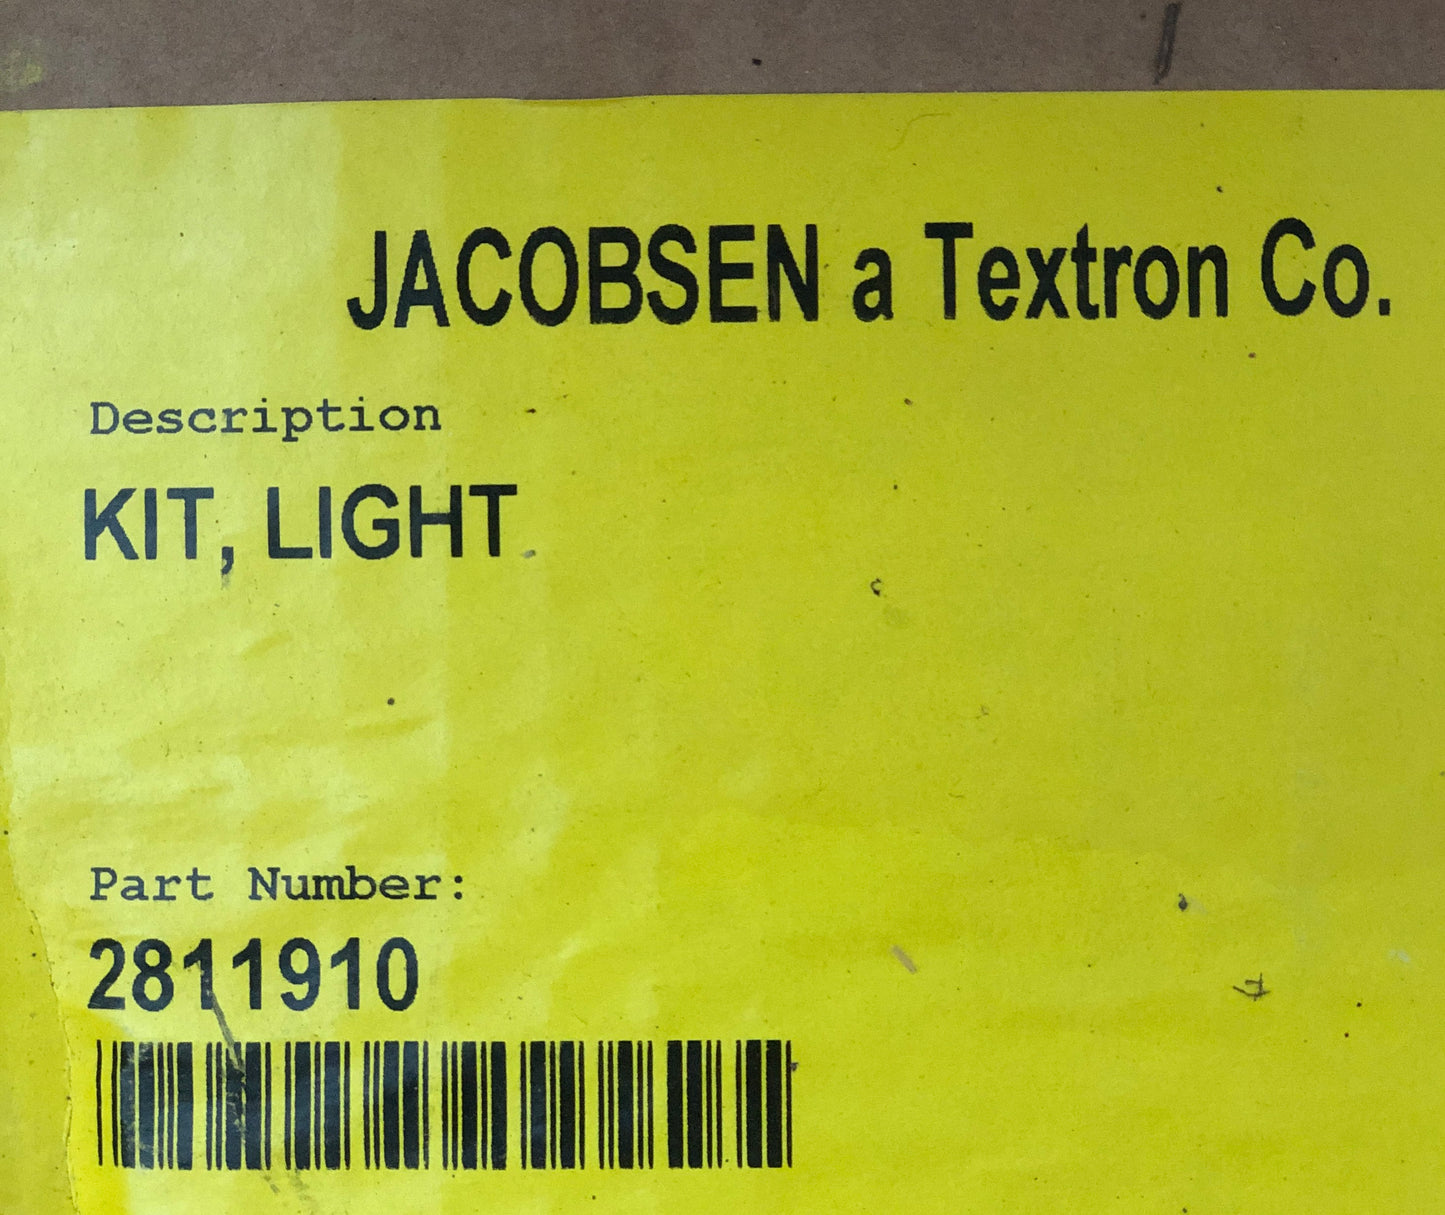 JACOBSEN a Textron Co.
Description
KIT, LIGHT
Part Number:
2811910